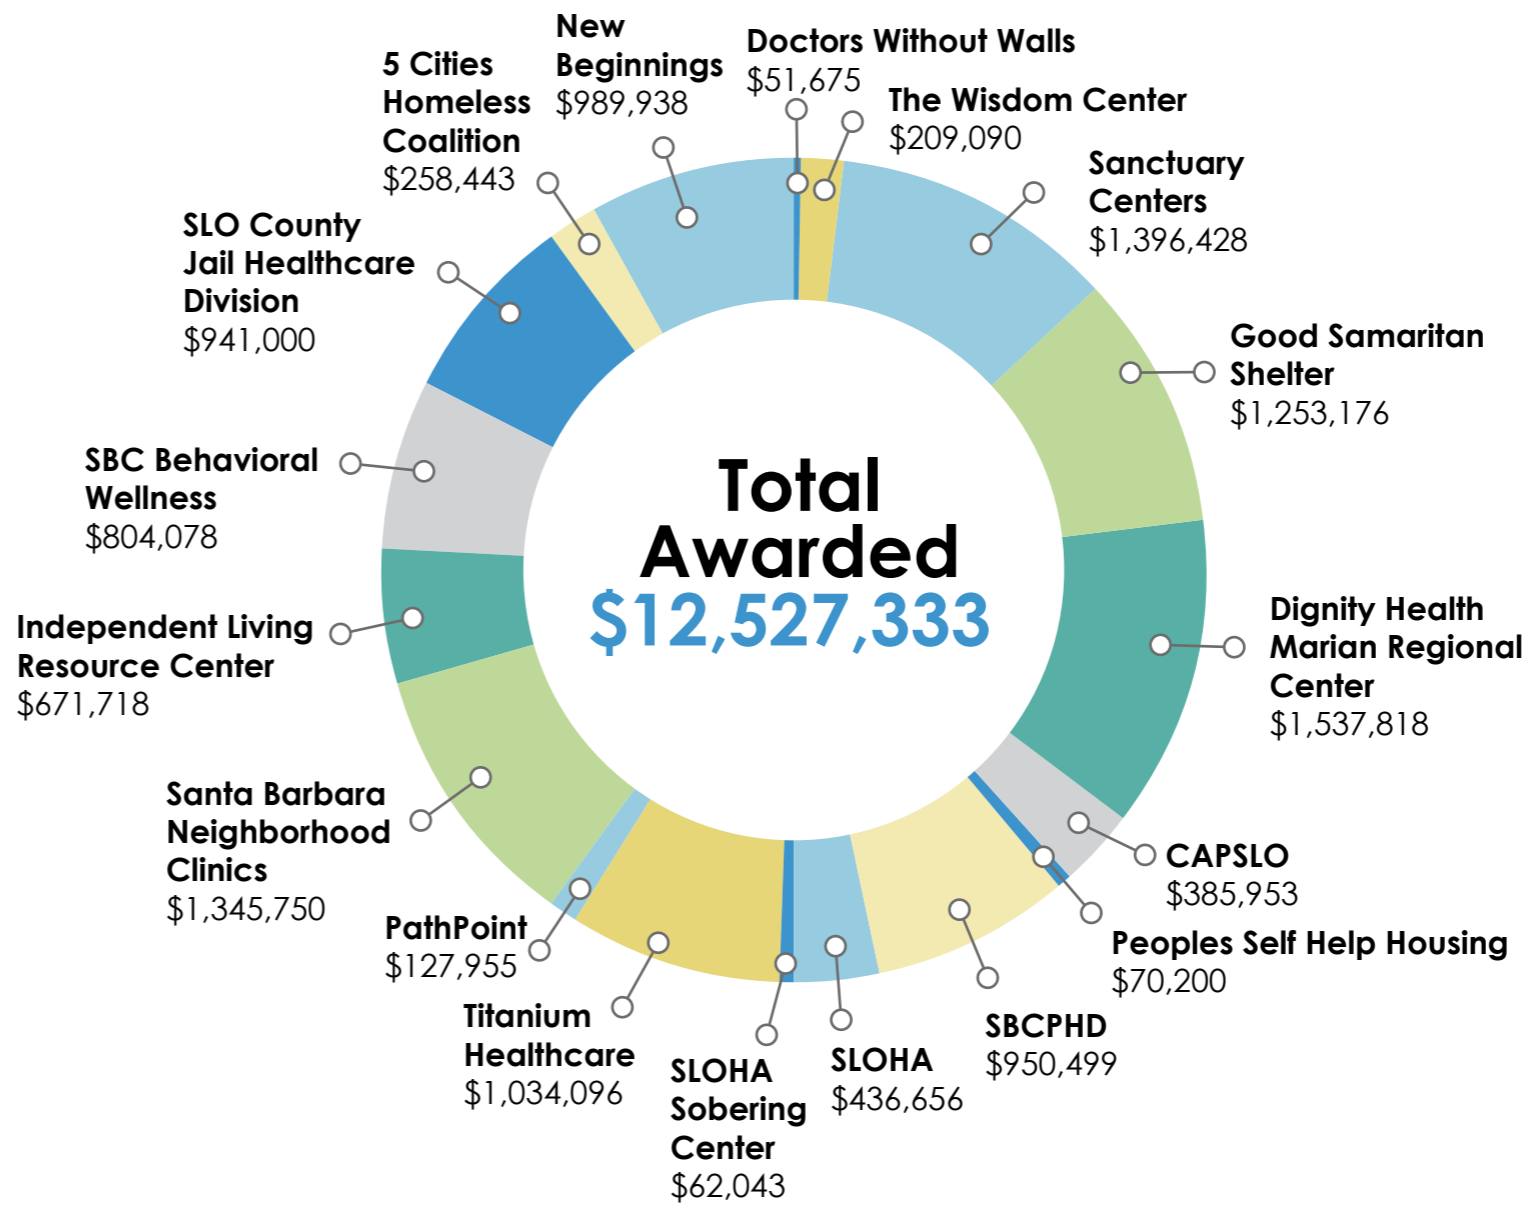 New
Beginnings
$989,938
Doctors Without Walls
$51,675
The Wisdom Center
$209,090
Sanctuary
Centers
$1,396,428
Good Samaritan
Shelter
$1,253,176
Dignity Health
Marian Regional
Center
$1,537,818
CAPSLO
$385,953
Peoples Self Help Housing
$70,200
SBCPHD
$950,499
SLOHA
$436,656
SLOHA
Sobering
Center
$62,043
Titanium
Healthcare
$1,034,096
PathPoint
$127,955
Santa Barbara
Neighborhood
Clinics
$1,345,750
Independent Living
Resource Center
$671,718
SBC Behavioral
Wellness
$804,078
SLO County
Jail Healthcare
Division
$941,000
5 Cities
Homeless
Coalition
$258,443
Total
Awarded
$12,527,333